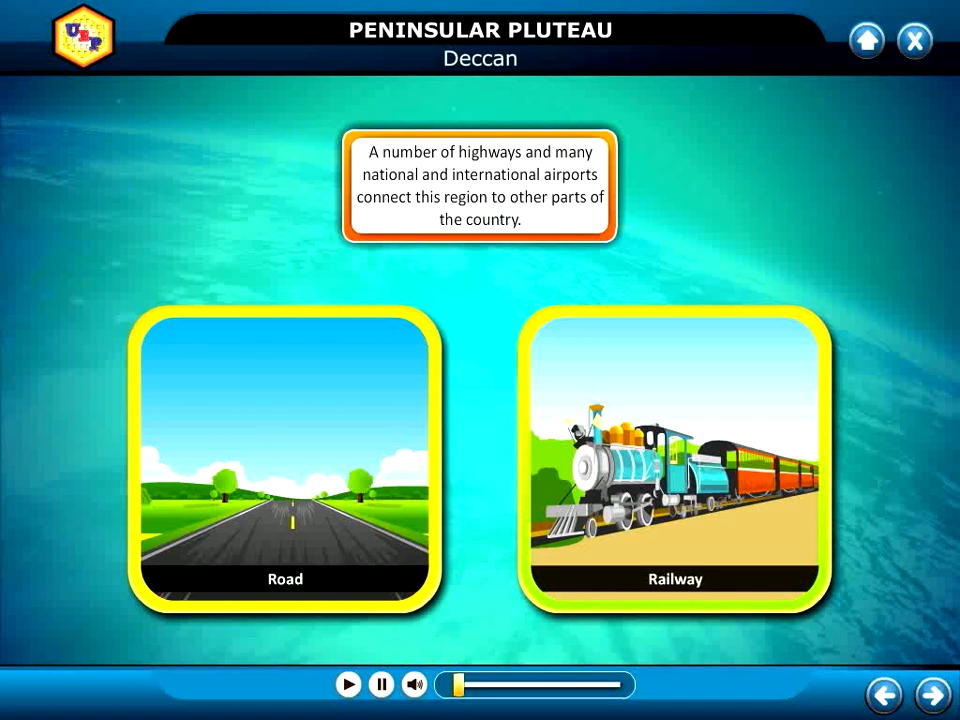 UEP
PENINSULAR PLUTEAU
Deccan
A number of highways and many
national and international airports
connect this region to other parts of
the country.
Road
Railway